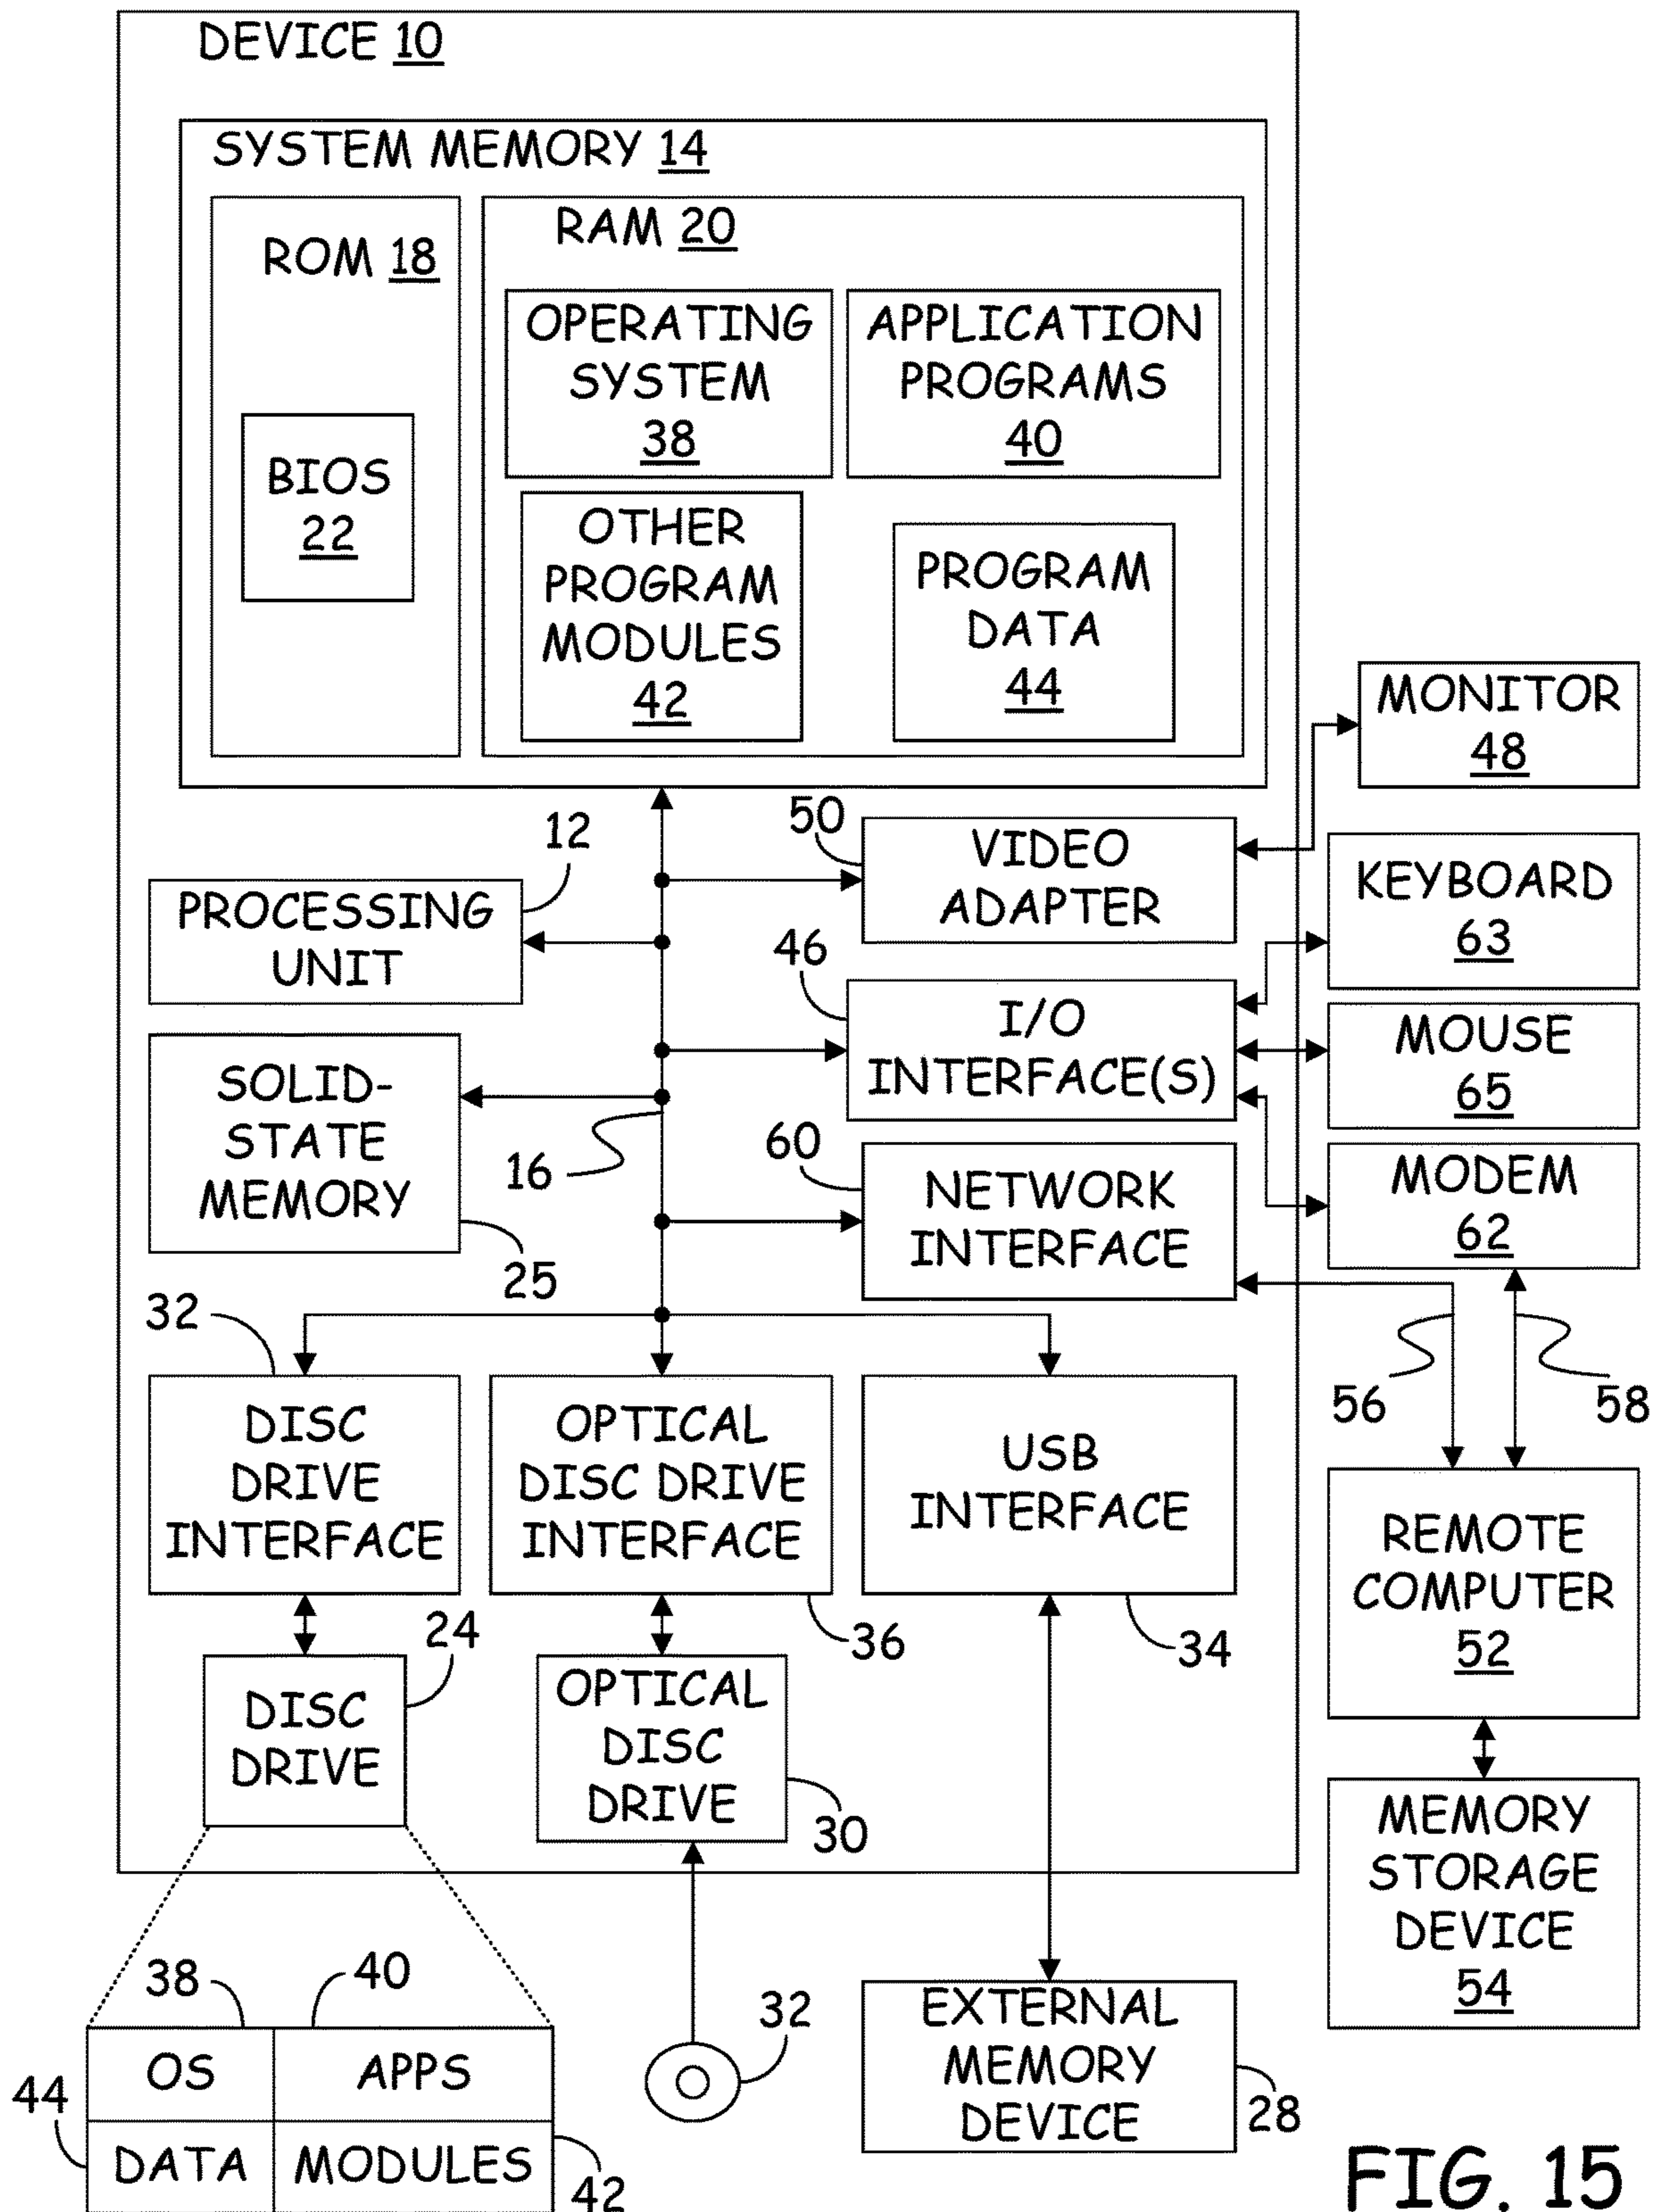 DEVICE 10
SYSTEM MEMORY 14
ROM 18
BIOS
22
RAM 20
OPERATING
SYSTEM
38
APPLICATION
PROGRAMS
40
OTHER
PROGRAM
MODULES
42
PROGRAM
DATA
44
MONITOR
48
12
PROCESSING
UNIT
50
VIDEO
ADAPTER
KEYBOARD
63
46
I/O
INTERFACE(S)
MOUSE
65
SOLID-
STATE
MEMORY
25
16
60
NETWORK
INTERFACE
MODEM
62
56
58
32
DISC
DRIVE
INTERFACE
OPTICAL
DISC DRIVE
INTERFACE
36
USB
INTERFACE
34
REMOTE
COMPUTER
52
24
DISC
DRIVE
OPTICAL
DISC
DRIVE
30
MEMORY
STORAGE
DEVICE
54
38
40
OS
APPS
44
DATA
MODULES
42
32
EXTERNAL
MEMORY
DEVICE
28
FIG. 15